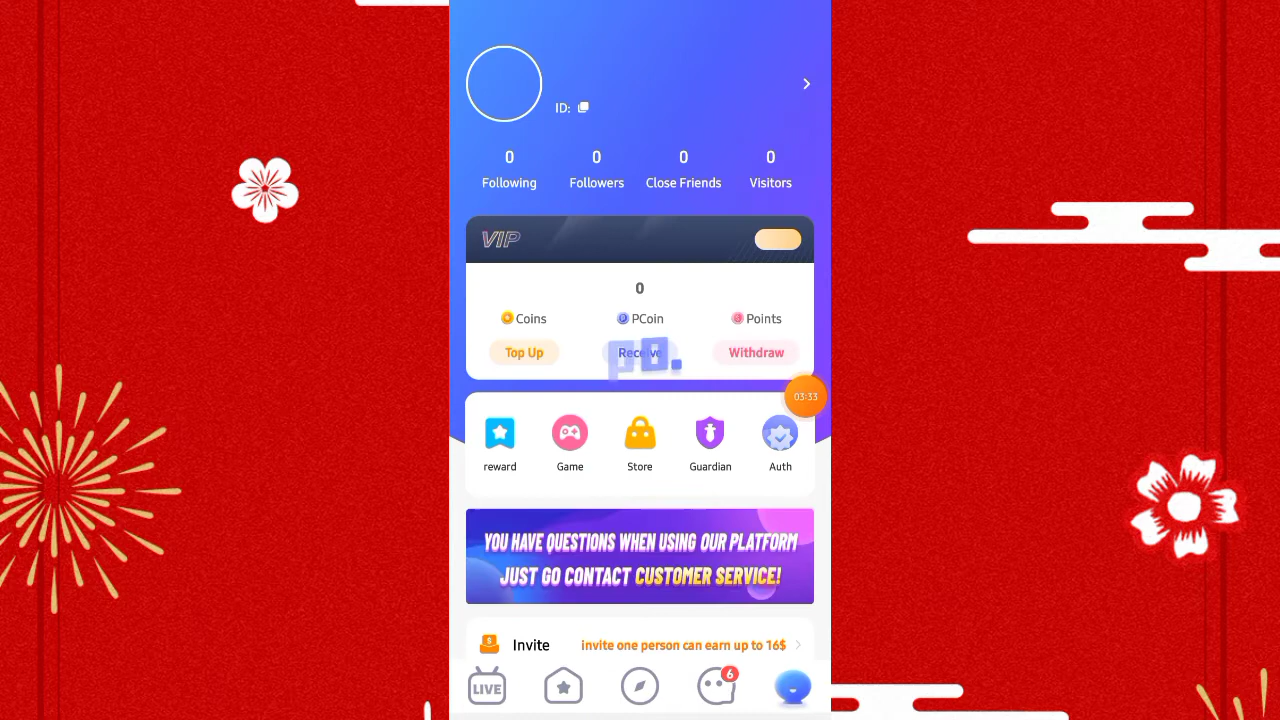 ID:
0 0 0 0
Following Followers Close Friends Visitors
VIP
0
Coins PCoin Points
Top Up Receive Withdraw
po.
03:33
reward Game Store Guardian Auth
YOU HAVE QUESTIONS WHEN USING OUR PLATFORM
JUST GO CONTACT CUSTOMER SERVICE!
Invite invite one person can earn up to 16$
LIVE 6